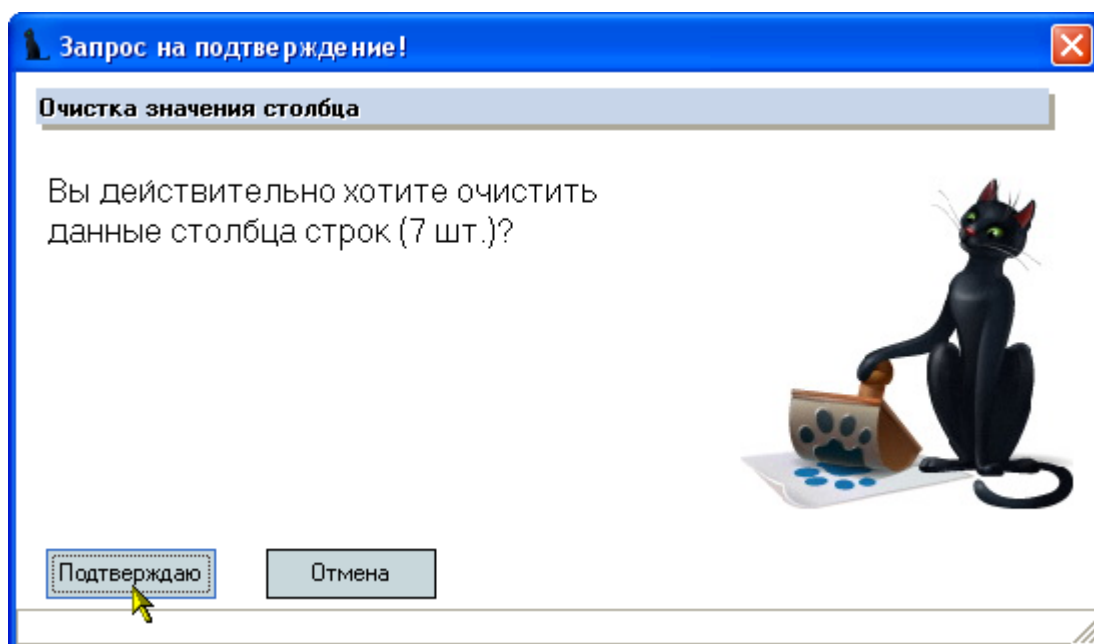 Запрос на подтверждение!
Очистка значения столбца
Вы действительно хотите очистить
данные столбца строк (7 шт.)?
Подтверждаю
Отмена